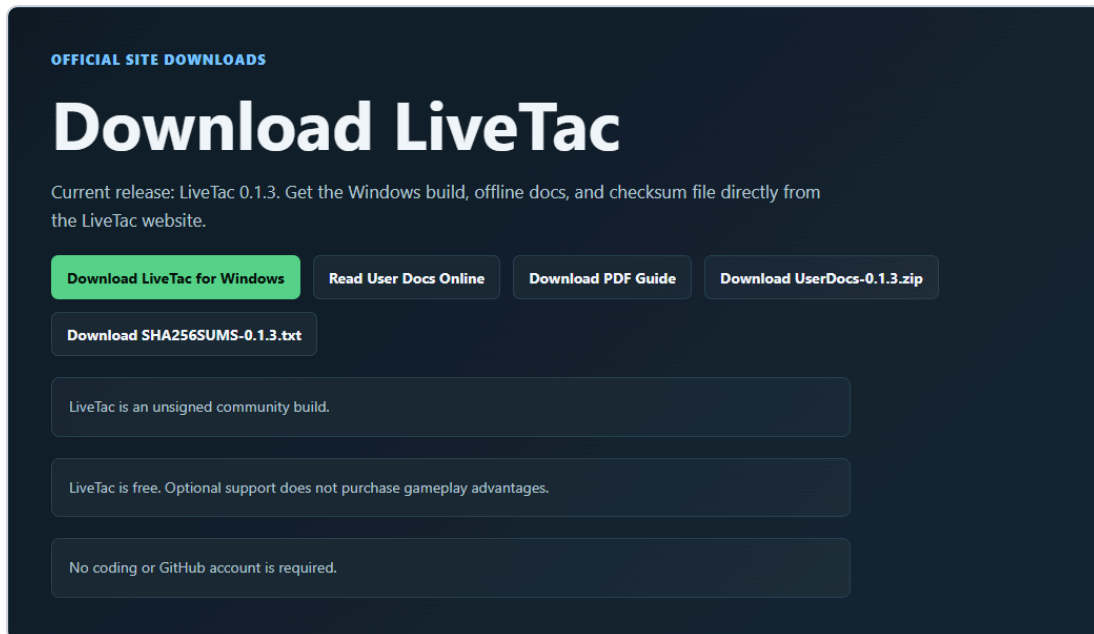 OFFICIAL SITE DOWNLOADS
Download LiveTac
Current release: LiveTac 0.1.3. Get the Windows build, offline docs, and checksum file directly from
the LiveTac website.
Download LiveTac for Windows
Read User Docs Online
Download PDF Guide
Download UserDocs-0.1.3.zip
Download SHA256SUMS-0.1.3.txt
LiveTac is an unsigned community build.
LiveTac is free. Optional support does not purchase gameplay advantages.
No coding or GitHub account is required.